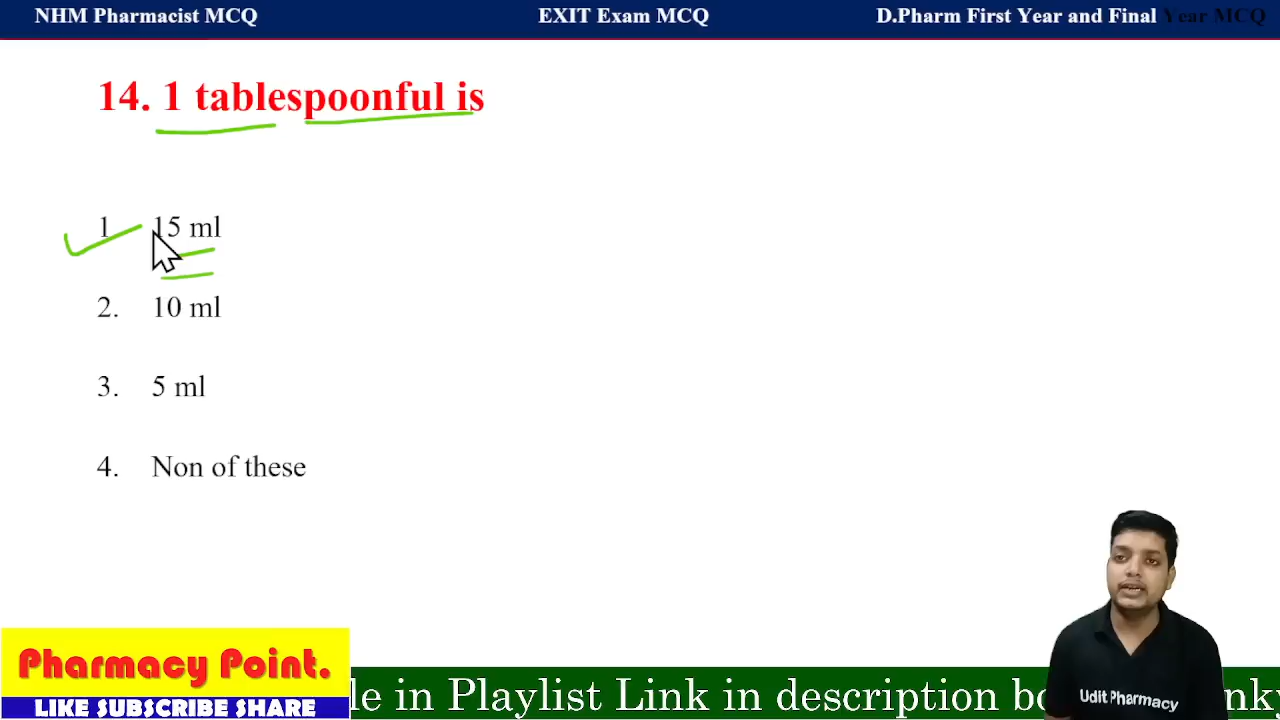 NHM Pharmacist MCQ EXIT Exam MCQ D.Pharm First Year and Final Year MCQ
14. 1 tablespoonful is
1 15 ml
2. 10 ml
3. 5 ml
4. Non of these
Udit Pharmacy
Pharmacy Point.
le in Playlist Link in description bo
LIKE SUBSCRIBE SHARE